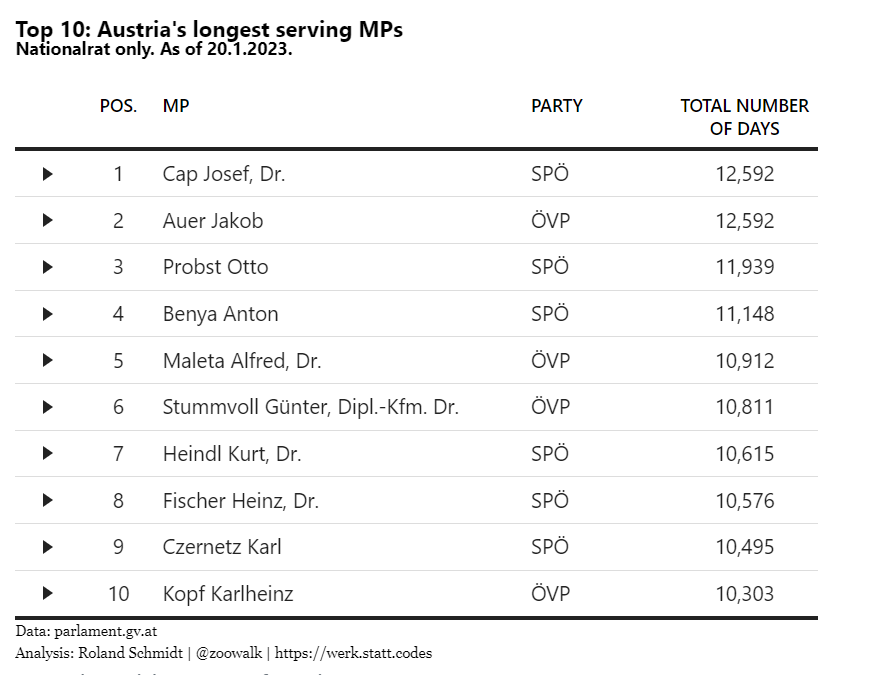 Top 10: Austria's longest serving MPs
Nationalrat only. As of 20.1.2023.
POS. MP PARTY TOTAL NUMBER
OF DAYS
1 Cap Josef, Dr. SPÖ 12,592
2 Auer Jakob ÖVP 12,592
3 Probst Otto SPÖ 11,939
4 Benya Anton SPÖ 11,148
5 Maleta Alfred, Dr. ÖVP 10,912
6 Stummvoll Günter, Dipl.-Kfm. Dr. ÖVP 10,811
7 Heindl Kurt, Dr. SPÖ 10,615
8 Fischer Heinz, Dr. SPÖ 10,576
9 Czernetz Karl SPÖ 10,495
10 Kopf Karlheinz ÖVP 10,303
Data: parlament.gv.at
Analysis: Roland Schmidt | @zoowalk | https://werk.statt.codes